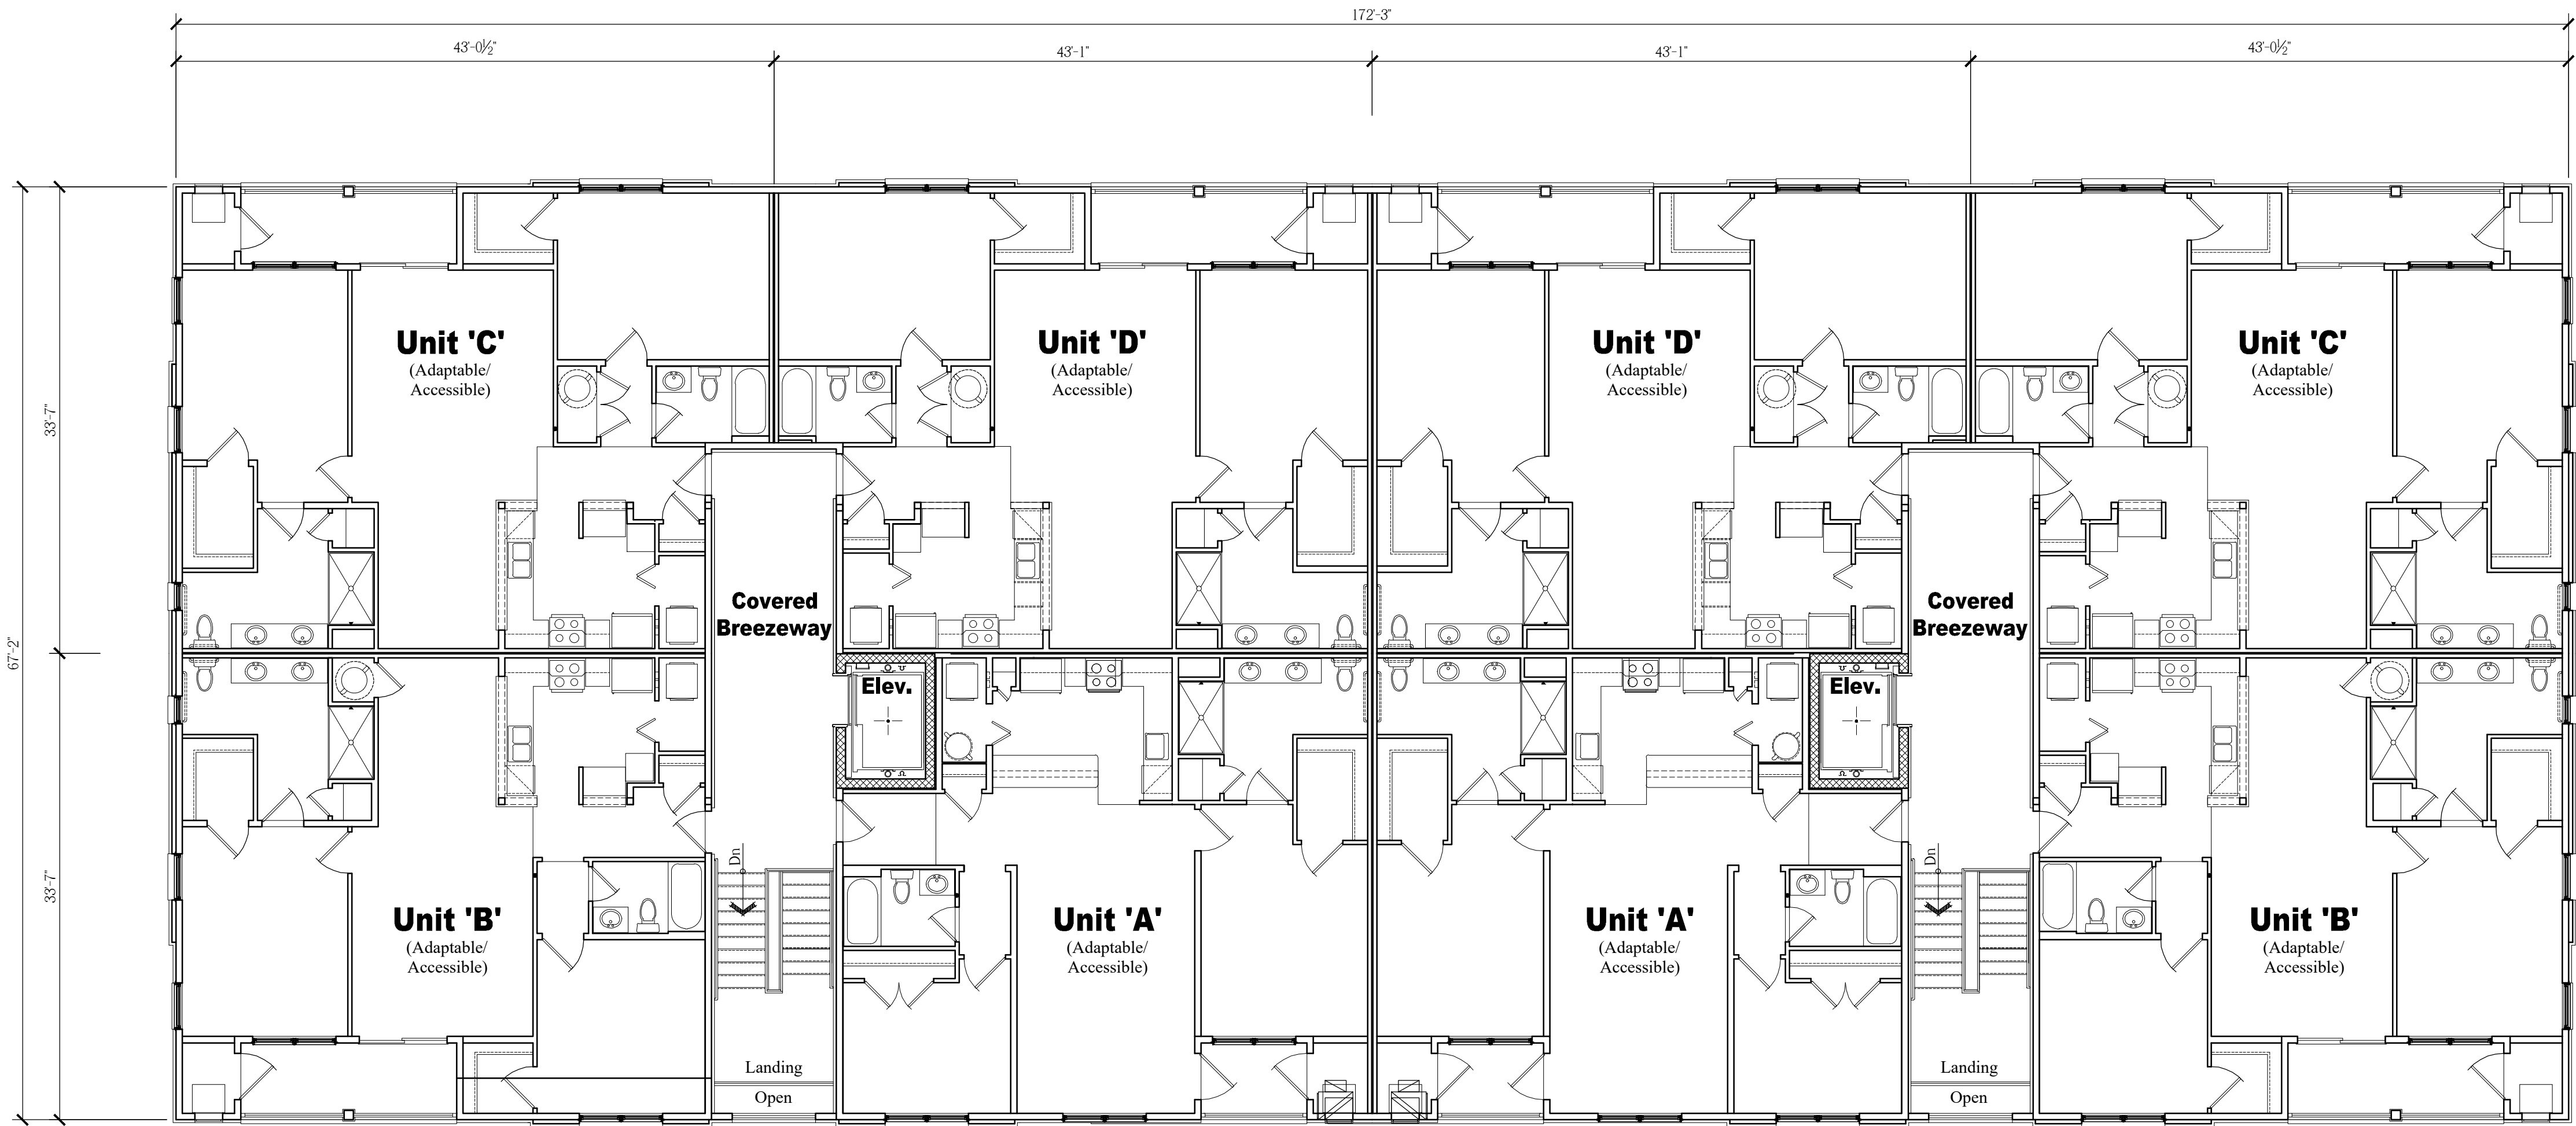 172'-3"
43'-0½"
43'-1"
43'-1"
43'-0½"
Unit 'C'
(Adaptable/
Accessible)
Unit 'D'
(Adaptable/
Accessible)
Unit 'D'
(Adaptable/
Accessible)
Unit 'C'
(Adaptable/
Accessible)
33'-7"
67'-2"
33'-7"
Covered
Breezeway
Covered
Breezeway
Elev.
Elev.
Dn
Dn
Unit 'B'
(Adaptable/
Accessible)
Unit 'A'
(Adaptable/
Accessible)
Unit 'A'
(Adaptable/
Accessible)
Unit 'B'
(Adaptable/
Accessible)
Landing
Open
Landing
Open